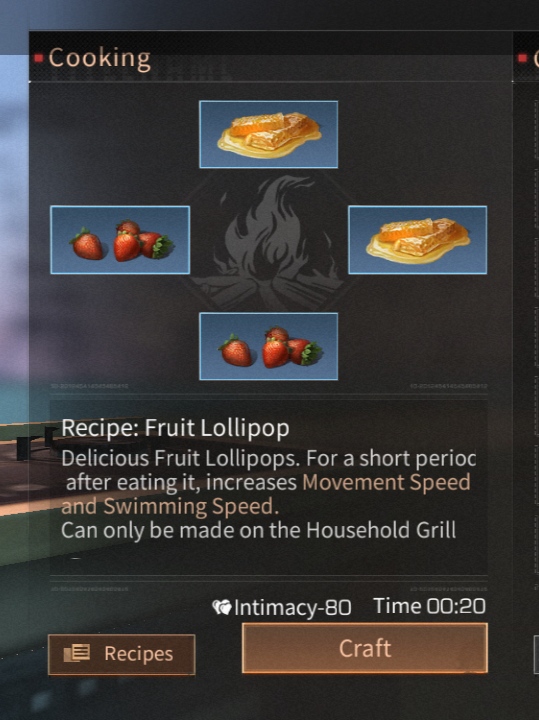 Cooking
Recipe: Fruit Lollipop
Delicious Fruit Lollipops. For a short perioc
after eating it, increases Movement Speed
and Swimming Speed.
Can only be made on the Household Grill
Intimacy-80 Time 00:20
Recipes Craft